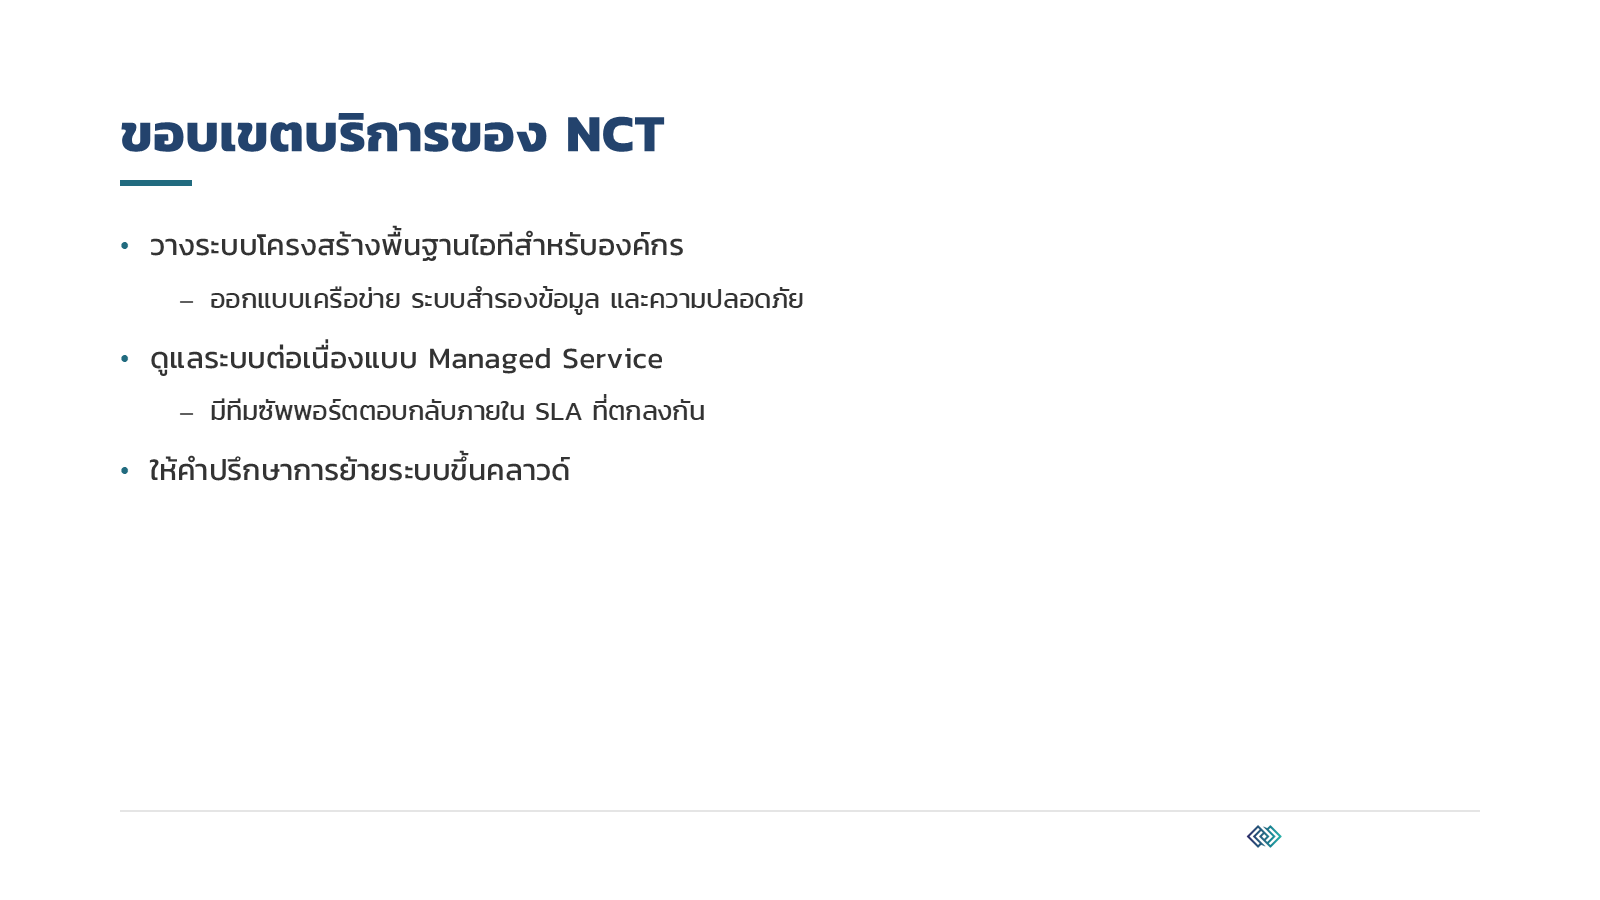 ขอบเขตบริการของ NCT
• วางระบบโครงสร้างพื้นฐานไอทีสำหรับองค์กร
– ออกแบบเครือข่าย ระบบสำรองข้อมูล และความปลอดภัย
• ดูแลระบบต่อเนื่องแบบ Managed Service
– มีทีมซัพพอร์ตตอบกลับภายใน SLA ที่ตกลงกัน
• ให้คำปรึกษาการย้ายระบบขึ้นคลาวด์